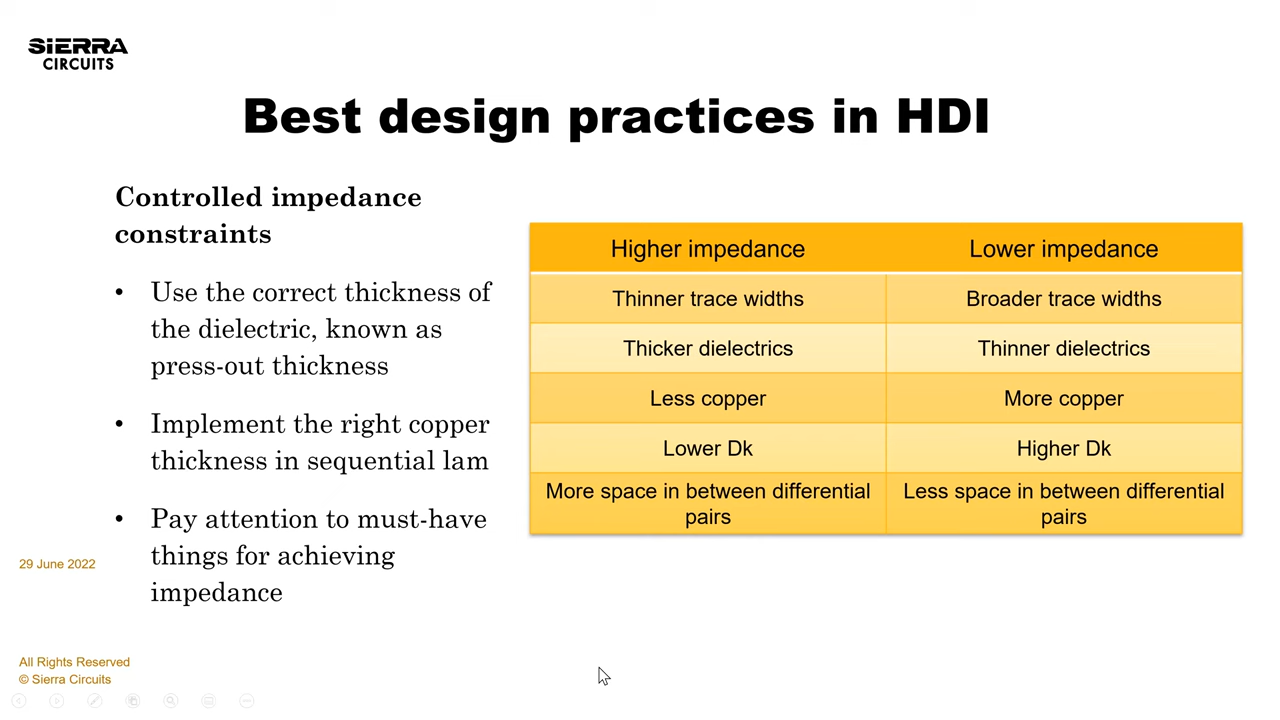 SIERRA
CIRCUITS
Best design practices in HDI
Controlled impedance
constraints
• Use the correct thickness of
the dielectric, known as
press-out thickness
• Implement the right copper
thickness in sequential lam
• Pay attention to must-have
things for achieving
impedance
Higher impedance Lower impedance
Thinner trace widths Broader trace widths
Thicker dielectrics Thinner dielectrics
Less copper More copper
Lower Dk Higher Dk
More space in between differential
pairs
Less space in between differential
pairs
29 June 2022
All Rights Reserved
© Sierra Circuits